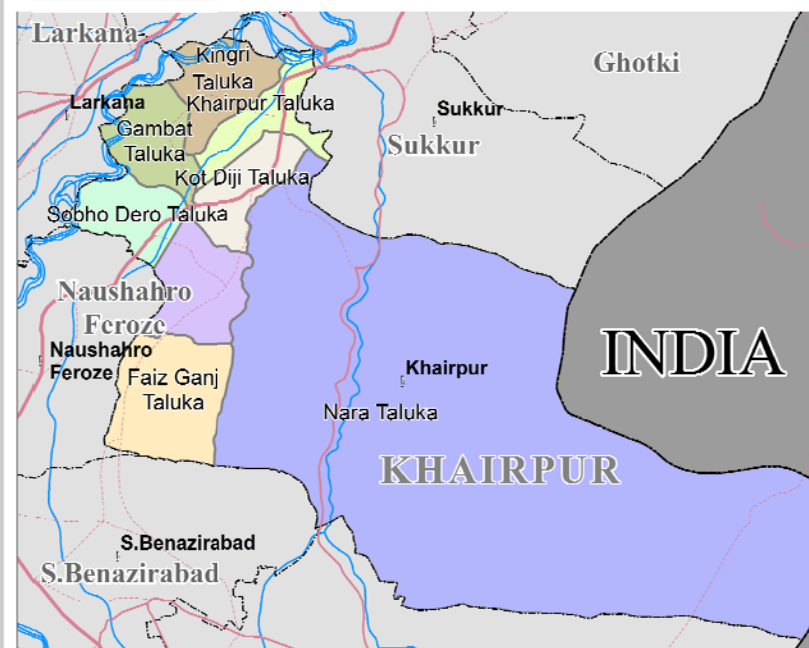 Larkana
Kingri
Taluka
Ghotki
Larkana
Khairpur Taluka
Sukkur
Gambat
Taluka
Sukkur
Kot Diji Taluka
Sobho Dero Taluka
Naushahro
Feroze
INDIA
Naushahro
Feroze
Khairpur
Faiz Ganj
Taluka
Nara Taluka
KHAIRPUR
S.Benazirabad
S.Benazirabad